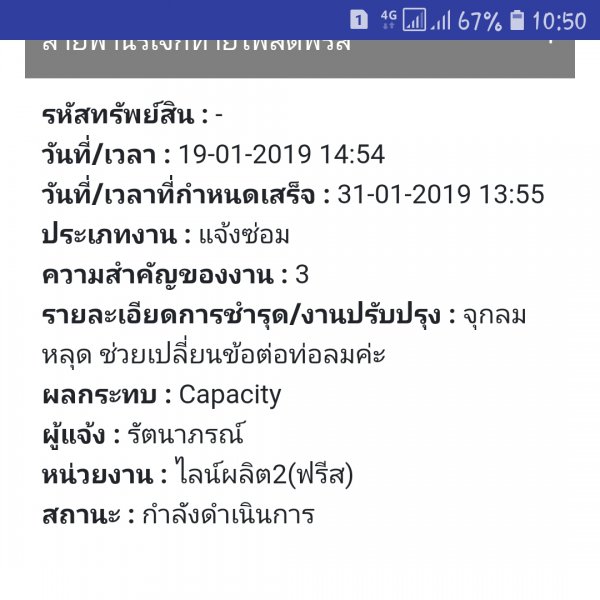 1 4G 67% 10:50
รหัสทรัพย์สิน : -
วันที่/เวลา : 19-01-2019 14:54
วันที่/เวลาที่กำหนดเสร็จ : 31-01-2019 13:55
ประเภทงาน : แจ้งซ่อม
ความสำคัญของงาน : 3
รายละเอียดการชำรุด/งานปรับปรุง : จุกลม
หลุด ช่วยเปลี่ยนข้อต่อท่อลมค่ะ
ผลกระทบ : Capacity
ผู้แจ้ง : รัตนาภรณ์
หน่วยงาน : ไลน์ผลิต2(ฟรีส)
สถานะ : กำลังดำเนินการ